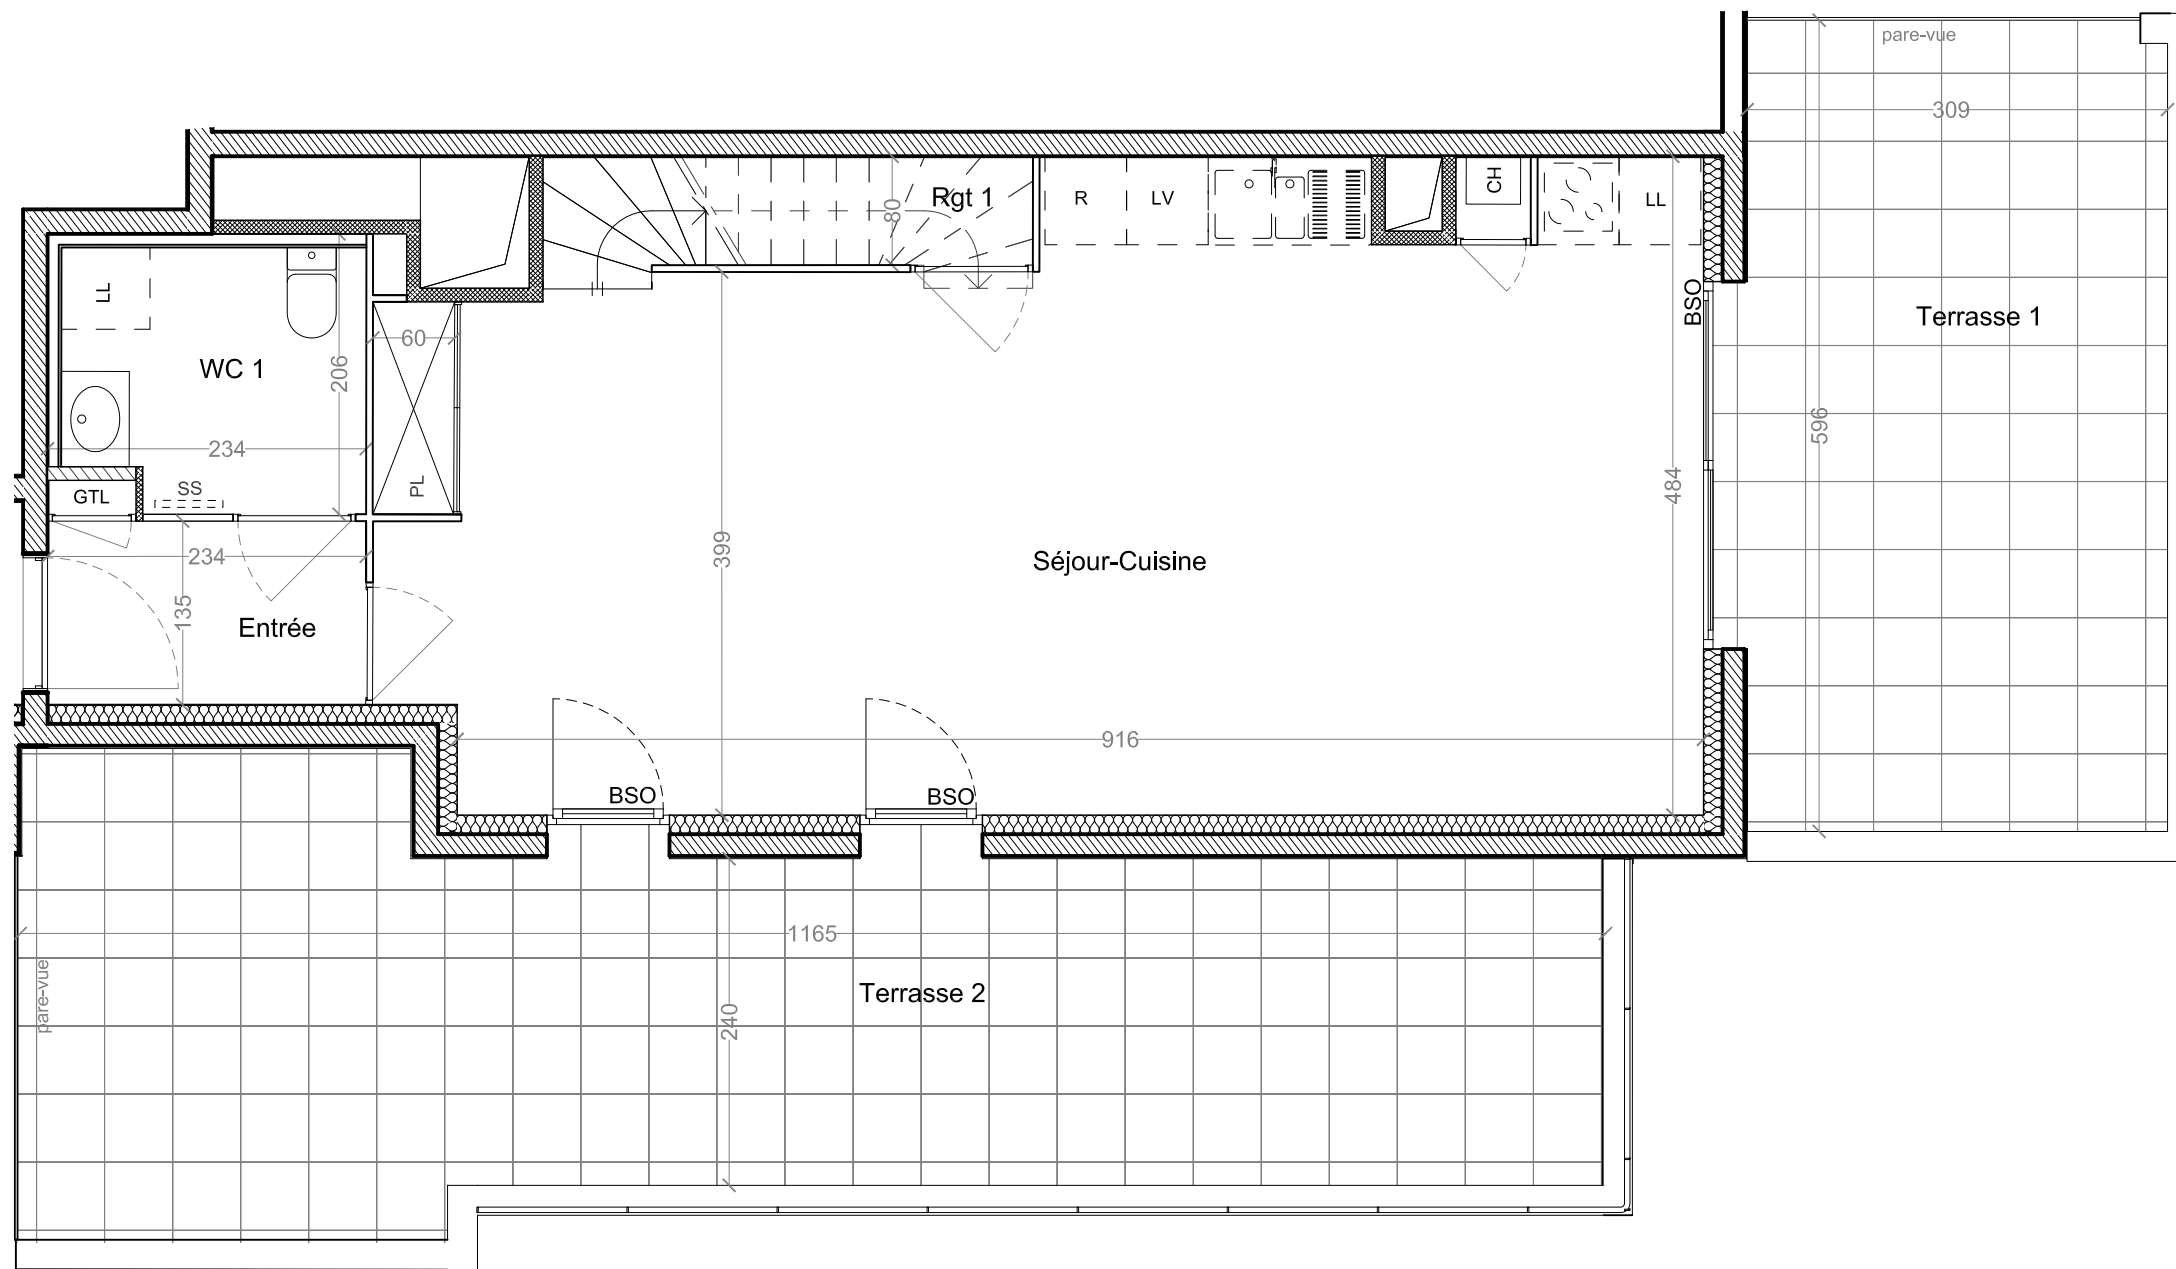 pare-vue
309
Rgt 1
80
R
LV
CH
LL
LL
BSO
Terrasse 1
60
WC 1
206
596
234
PL
484
GTL
SS
399
234
Séjour-Cuisine
135
Entrée
916
BSO
BSO
1165
pare-vue
Terrasse 2
240